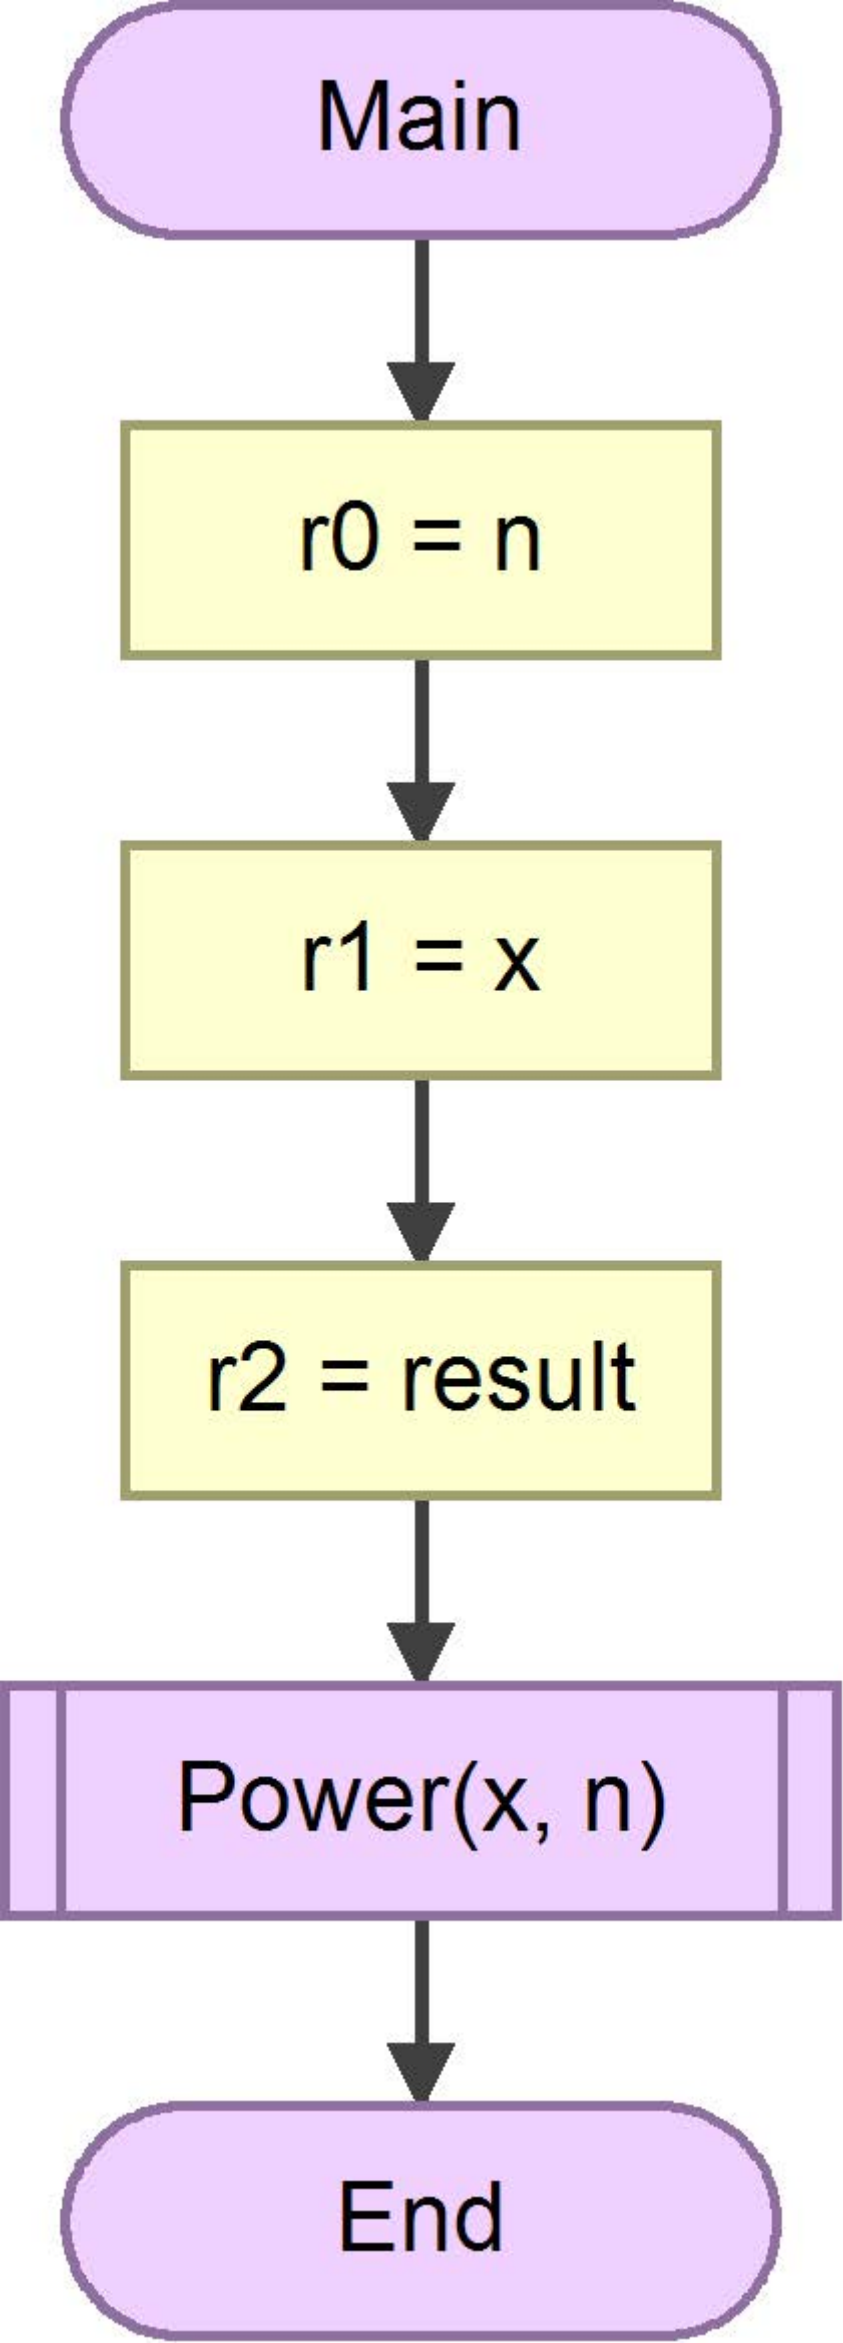 Main
r0 = n
r1 = x
r2 = result
Power(x, n)
End